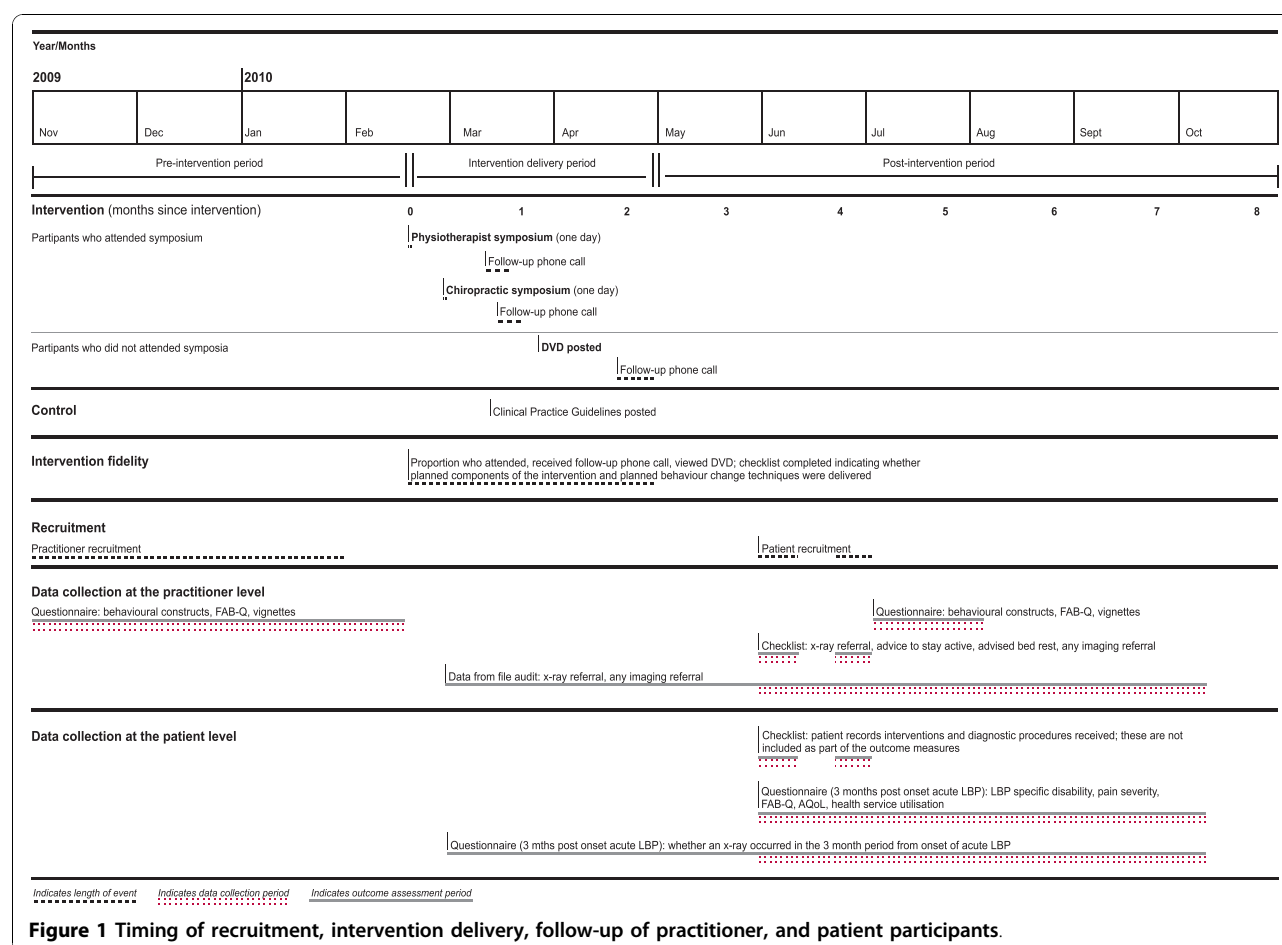 Year/Months
2009 2010
Nov Dec Jan Feb Mar Apr May Jun Jul Aug Sept Oct
Pre-intervention period Intervention delivery period Post-intervention period
Intervention (months since intervention) 0 1 2 3 4 5 6 7 8
Partipants who attended symposium Physiotherapist symposium (one day)
Follow-up phone call
Chiropractic symposium (one day)
Follow-up phone call
Partipants who did not attended symposia DVD posted
Follow-up phone call
Control Clinical Practice Guidelines posted
Intervention fidelity Proportion who attended, received follow-up phone call, viewed DVD; checklist completed indicating whether
planned components of the intervention and planned behaviour change techniques were delivered
Recruitment
Practitioner recruitment Patient recruitment
Data collection at the practitioner level
Questionnaire: behavioural constructs, FAB-Q, vignettes Questionnaire: behavioural constructs, FAB-Q, vignettes
Checklist: x-ray referral, advice to stay active, advised bed rest, any imaging referral
Data from file audit: x-ray referral, any imaging referral
Data collection at the patient level Checklist: patient records interventions and diagnostic procedures received; these are not
included as part of the outcome measures
Questionnaire (3 months post onset acute LBP): LBP specific disability, pain severity,
FAB-Q, AQoL, health service utilisation
Questionnaire (3 mths post onset acute LBP): whether an x-ray occurred in the 3 month period from onset of acute LBP
Indicates length of event Indicates data collection period Indicates outcome assessment period
Figure 1 Timing of recruitment, intervention delivery, follow-up of practitioner, and patient participants.